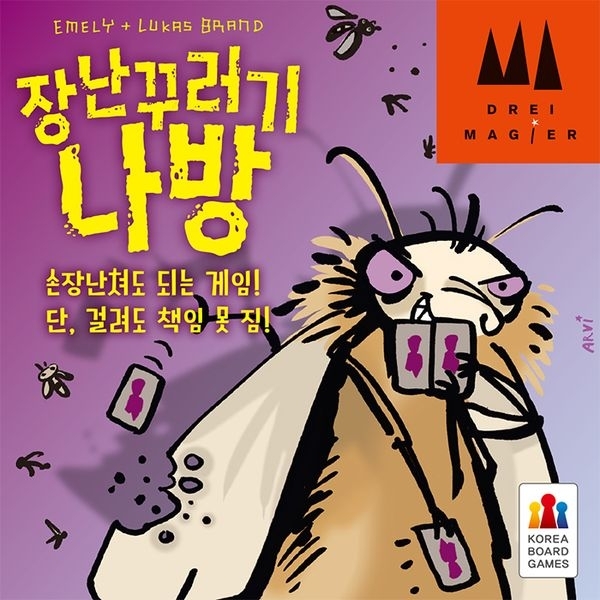 EMELY + LUKAS BRAND
장난꾸러기
나방
손장난쳐도 되는 게임!
단, 걸려도 책임 못 짐!
DREI
MAGIER
ARVi
KOREA
BOARD
GAMES